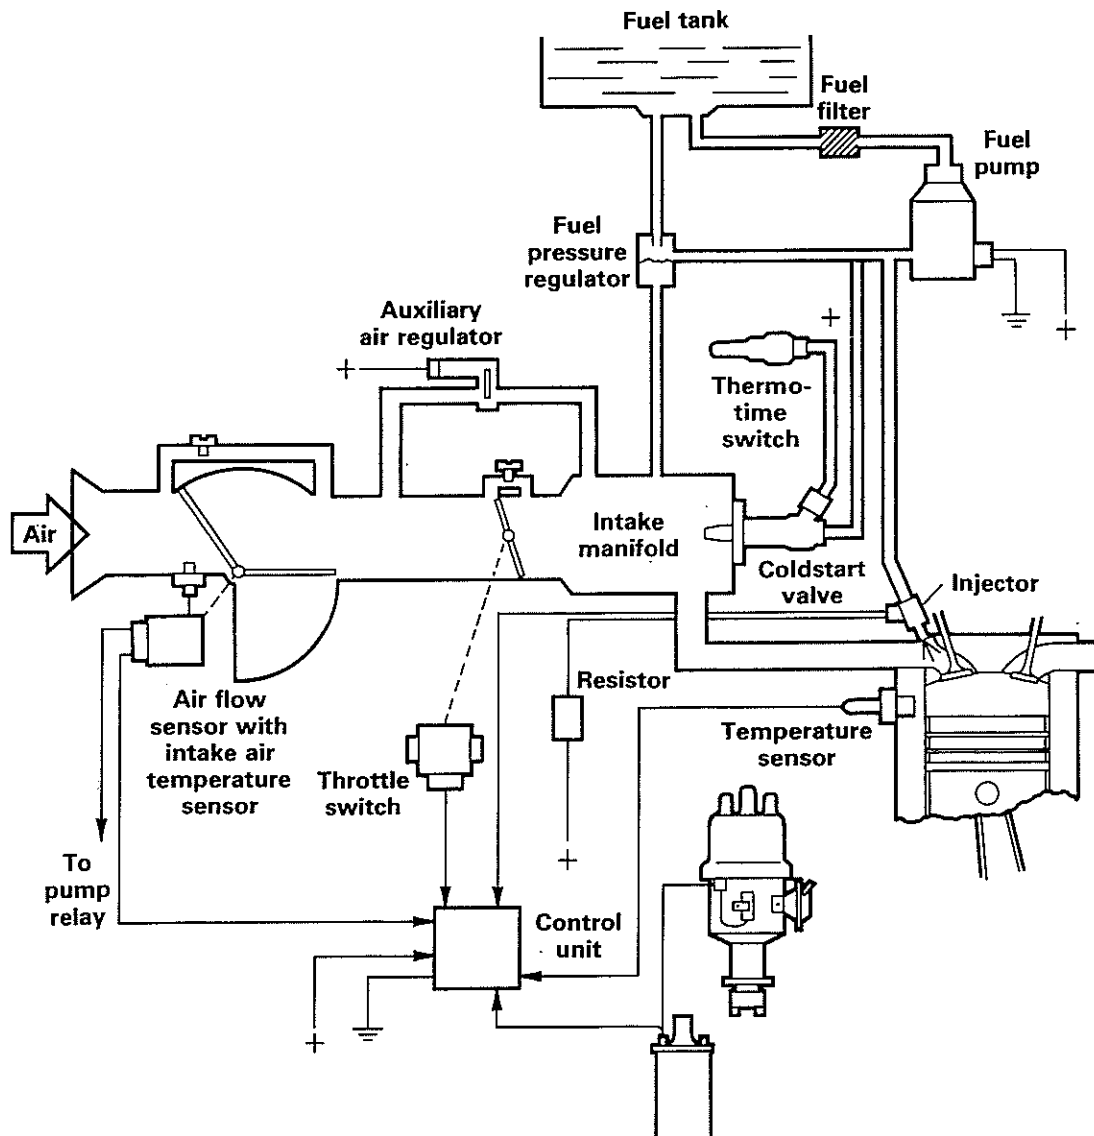 Fuel tank
Fuel
filter
Fuel
pump
Fuel
pressure
regulator
Auxiliary
air regulator
+
+
+
Thermo-
time
switch
Air
Intake
manifold
Coldstart
valve
Injector
Resistor
Air flow
sensor with
intake air
temperature
sensor
Throttle
switch
Temperature
sensor
To
pump
relay
+
Control
unit
+